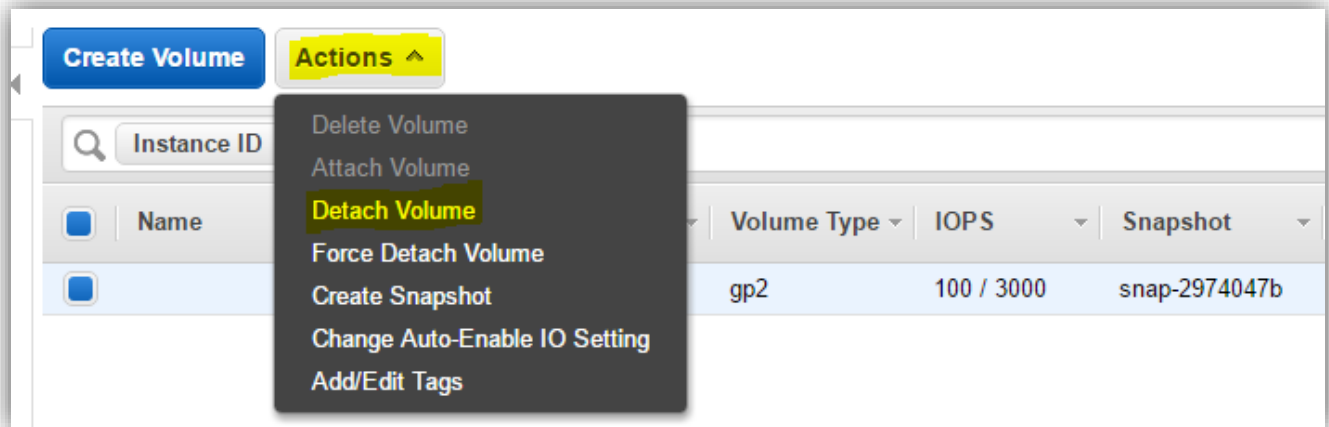 Create Volume Actions
Instance ID
Delete Volume
Attach Volume
Detach Volume
Force Detach Volume
Create Snapshot
Change Auto-Enable IO Setting
Add/Edit Tags
Name Volume Type IOPS Snapshot
gp2 100 / 3000 snap-2974047b